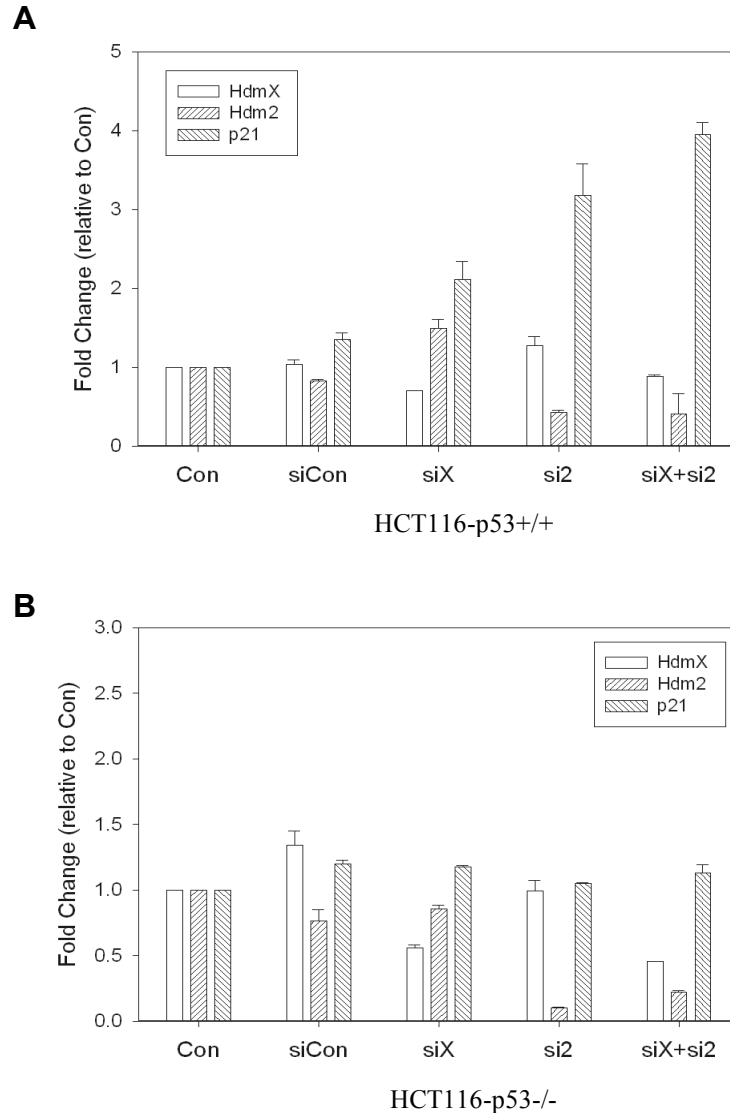 A
5
4
3
2
1
0
Fold Change (relative to Con)
HdmX
Hdm2
p21
Con siCon siX si2 siX+si2
HCT116-p53+/+
B
3.0
2.5
2.0
1.5
1.0
0.5
0.0
Fold Change (relative to Con)
HdmX
Hdm2
p21
Con siCon siX si2 siX+si2
HCT116-p53-/-